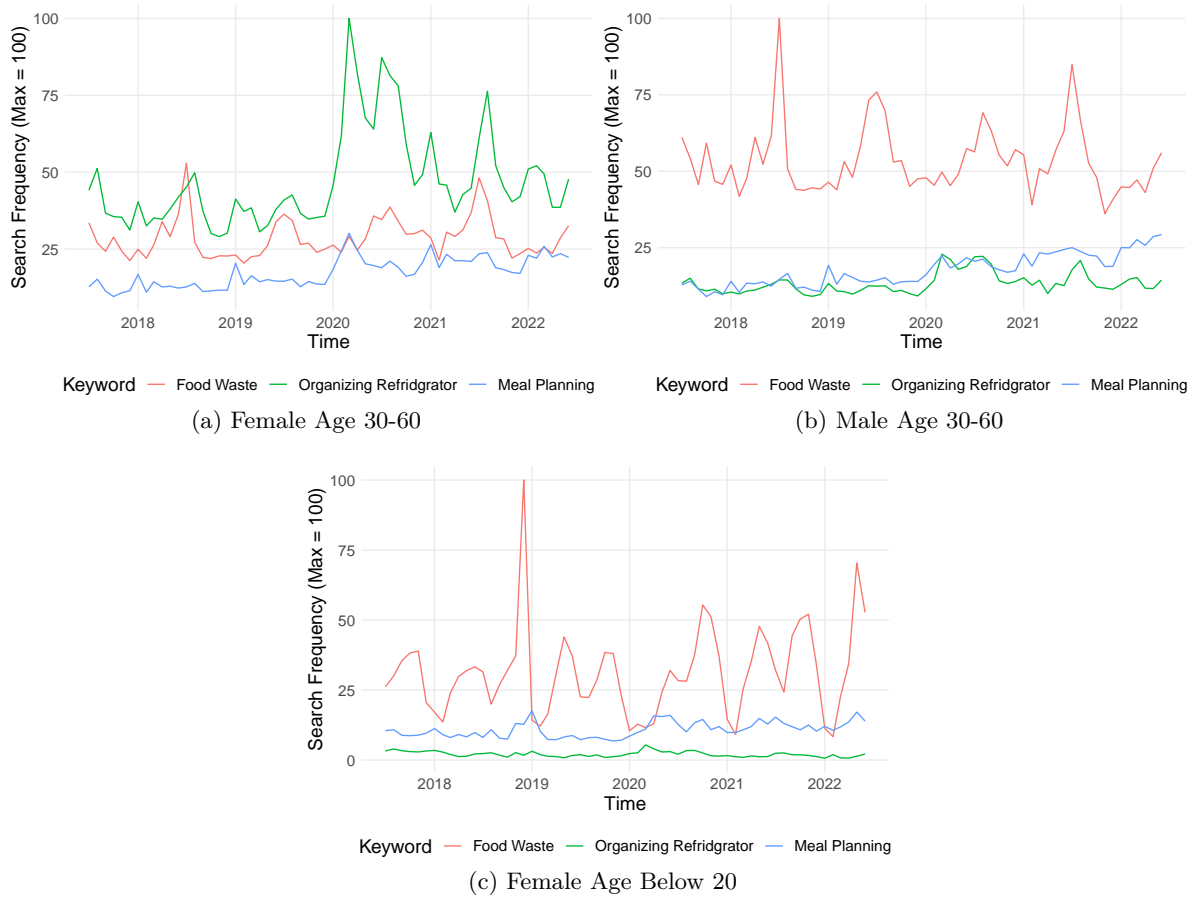 Search Frequency (Max = 100)
100
75
50
25
2018 2019 2020 2021 2022
Time
Keyword Food Waste Organizing Refridgrator Meal Planning
(a) Female Age 30-60
Search Frequency (Max = 100)
100
75
50
25
2018 2019 2020 2021 2022
Time
Keyword Food Waste Organizing Refridgrator Meal Planning
(b) Male Age 30-60
Search Frequency (Max = 100)
100
75
50
25
0
2018 2019 2020 2021 2022
Time
Keyword Food Waste Organizing Refridgrator Meal Planning
(c) Female Age Below 20